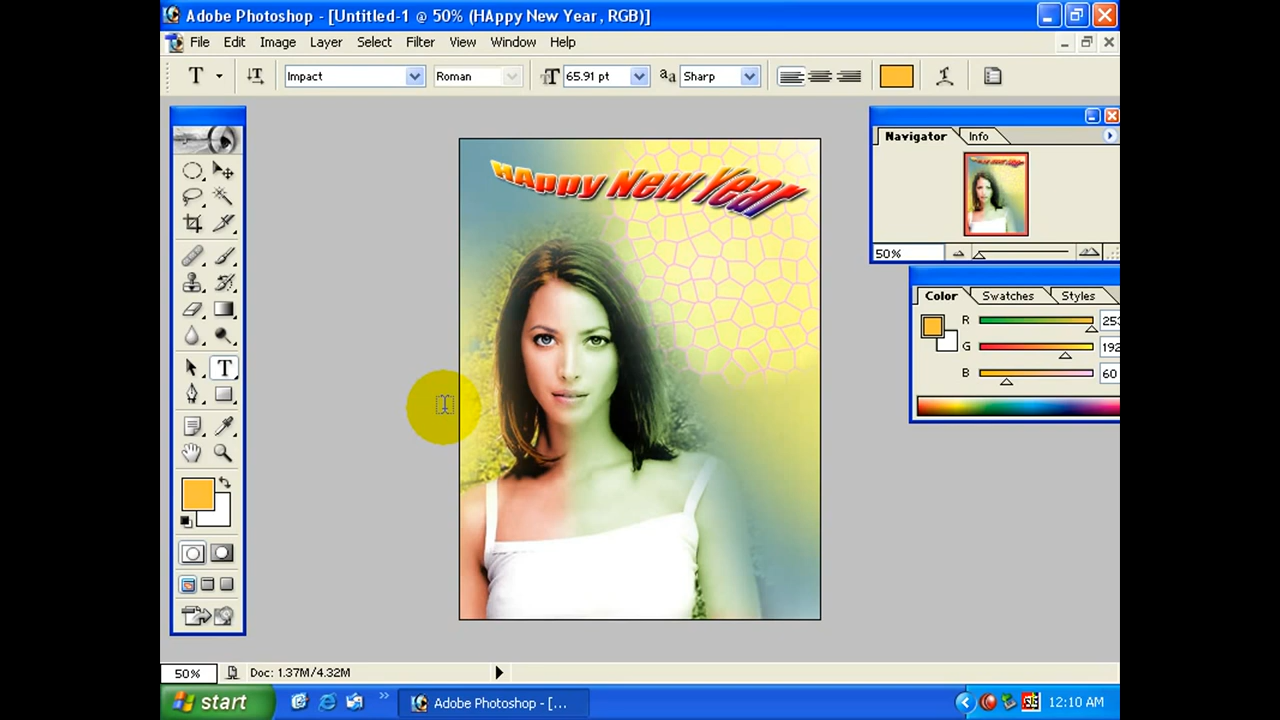 Adobe Photoshop - [Untitled-1 @ 50% (HAppy New Year, RGB)]
File Edit Image Layer Select Filter View Window Help
T Impact Roman 65.91 pt aa Sharp
Navigator Info
HAppy New Year
50%
Color Swatches Styles
R 253
G 192
B 60
T
50% Doc: 1.37M/4.32M
start Adobe Photoshop - [... 12:10 AM